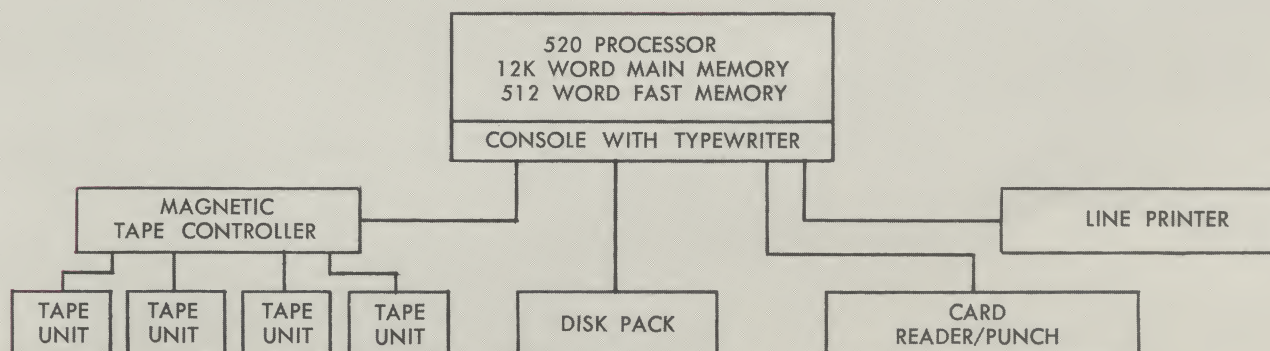 520 PROCESSOR
12K WORD MAIN MEMORY
512 WORD FAST MEMORY
CONSOLE WITH TYPEWRITER
MAGNETIC
TAPE CONTROLLER
LINE PRINTER
TAPE
UNIT
TAPE
UNIT
TAPE
UNIT
TAPE
UNIT
DISK PACK
CARD
READER/PUNCH